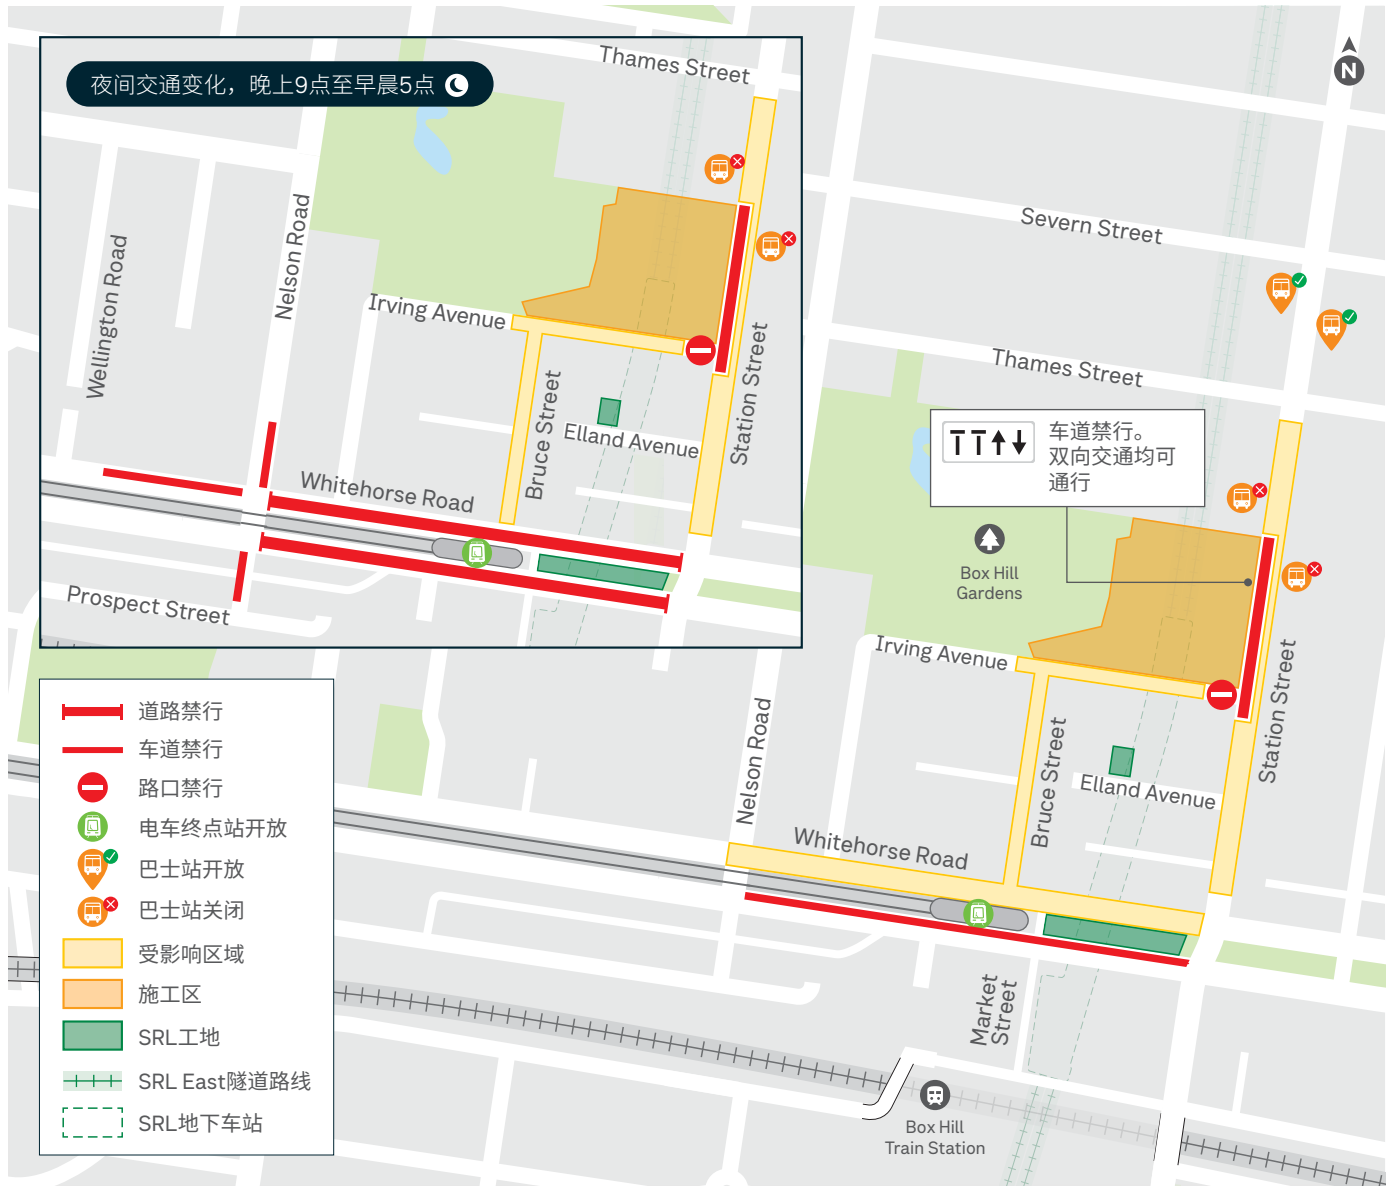 夜间交通变化，晚上9点至早晨5点
Thames Street
Nelson Road
Wellington Road
Irving Avenue
Station Street
Bruce Street
Elland Avenue
Whitehorse Road
Prospect Street
N
Severn Street
Thames Street
车道禁行。
双向交通均可
通行
Box Hill
Gardens
Irving Avenue
Station Street
Nelson Road
Bruce Street
Elland Avenue
Whitehorse Road
Market
Street
Box Hill
Train Station
道路禁行
车道禁行
路口禁行
电车终点站开放
巴士站开放
巴士站关闭
受影响区域
施工区
SRL工地
SRL East隧道路线
SRL地下车站